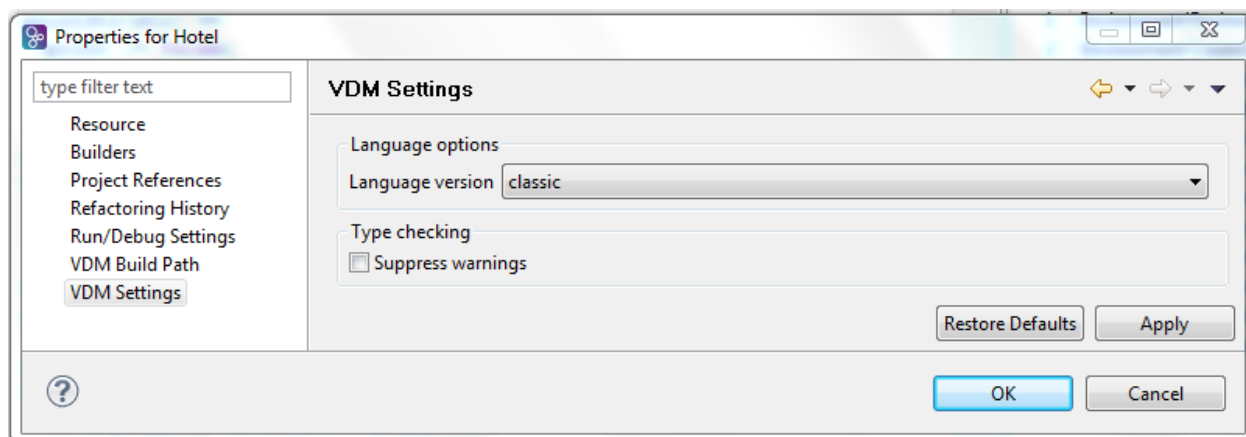 Properties for Hotel
type filter text
Resource
Builders
Project References
Refactoring History
Run/Debug Settings
VDM Build Path
VDM Settings
VDM Settings
Language options
Language version classic
Type checking
Suppress warnings
Restore Defaults Apply
OK Cancel